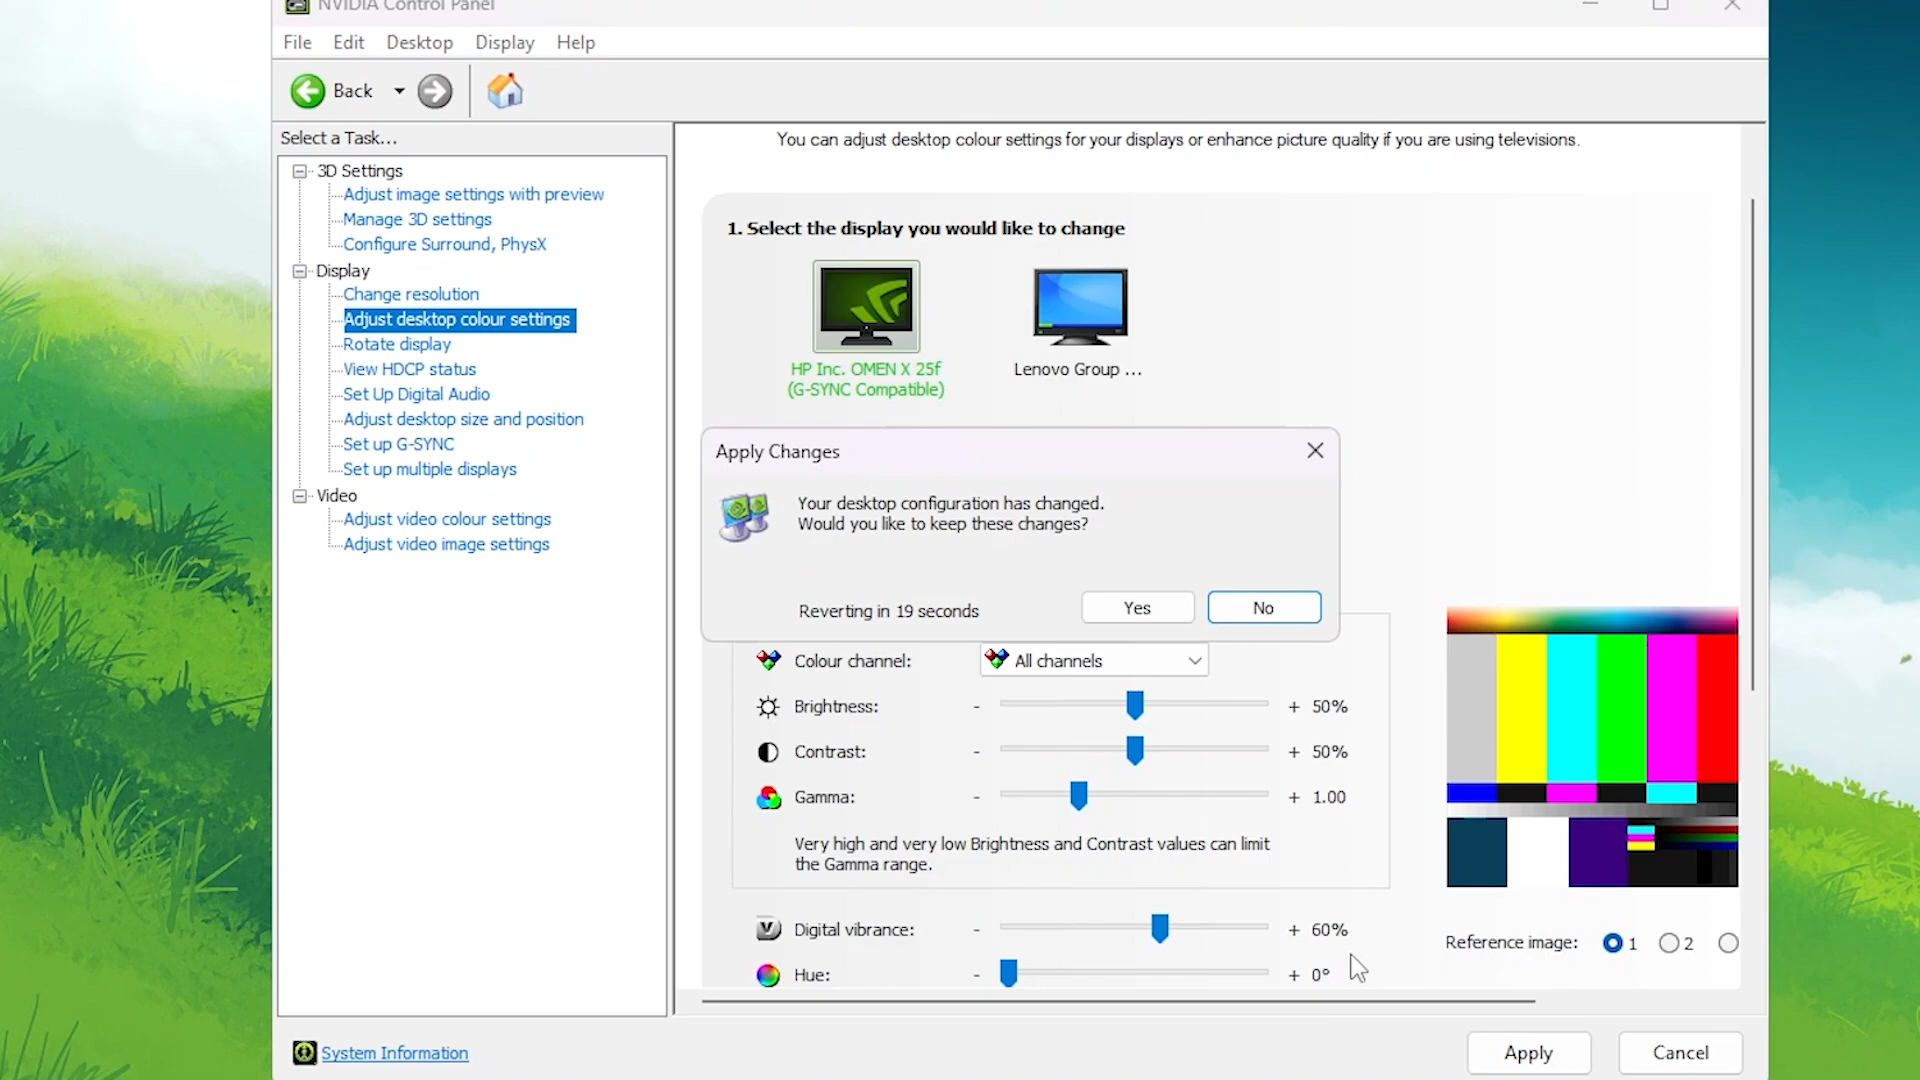 NVIDIA Control Panel
File Edit Desktop Display Help
Back
Select a Task...
3D Settings
Adjust image settings with preview
Manage 3D settings
Configure Surround, PhysX
Display
Change resolution
Adjust desktop colour settings
Rotate display
View HDCP status
Set Up Digital Audio
Adjust desktop size and position
Set up G-SYNC
Set up multiple displays
Video
Adjust video colour settings
Adjust video image settings
System Information
You can adjust desktop colour settings for your displays or enhance picture quality if you are using televisions.
1. Select the display you would like to change
HP Inc. OMEN X 25f
(G-SYNC Compatible)
Lenovo Group ...
Apply Changes
Your desktop configuration has changed.
Would you like to keep these changes?
Reverting in 19 seconds
Yes
No
Colour channel: All channels
Brightness: - + 50%
Contrast: - + 50%
Gamma: - + 1.00
Very high and very low Brightness and Contrast values can limit
the Gamma range.
Digital vibrance: - + 60%
Hue: - + 0°
Reference image: 1 2
Apply
Cancel